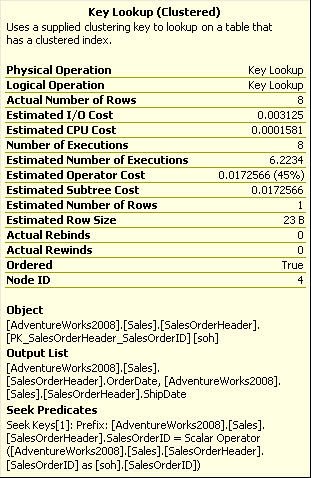 Key Lookup (Clustered)
Uses a supplied clustering key to lookup on a table that
has a clustered index.
Physical Operation Key Lookup
Logical Operation Key Lookup
Actual Number of Rows 8
Estimated I/O Cost 0.003125
Estimated CPU Cost 0.0001581
Number of Executions 8
Estimated Number of Executions 6.2234
Estimated Operator Cost 0.0172566 (45%)
Estimated Subtree Cost 0.0172566
Estimated Number of Rows 1
Estimated Row Size 23 B
Actual Rebinds 0
Actual Rewinds 0
Ordered True
Node ID 4
Object
[AdventureWorks2008].[Sales].[SalesOrderHeader].
[PK_SalesOrderHeader_SalesOrderID] [soh]
Output List
[AdventureWorks2008].[Sales].
[SalesOrderHeader].OrderDate, [AdventureWorks2008].
[Sales].[SalesOrderHeader].ShipDate
Seek Predicates
Seek Keys[1]: Prefix: [AdventureWorks2008].[Sales].
[SalesOrderHeader].SalesOrderID = Scalar Operator
([AdventureWorks2008].[Sales].[SalesOrderHeader].
[SalesOrderID] as [soh].[SalesOrderID])